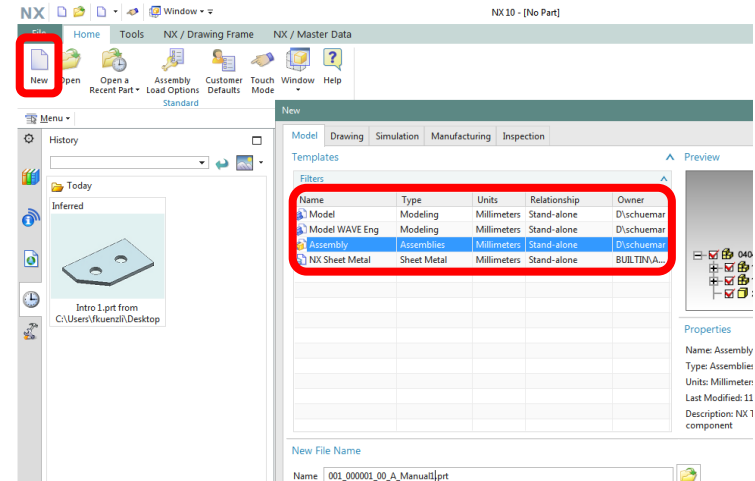 NX Window NX 10 - [No Part]
File Home Tools NX / Drawing Frame NX / Master Data
New Open Open a Recent Part Assembly Load Options Customer Defaults Touch Mode Window Help
Standard
Menu
History
Today
Inferred
Intro 1.prt from
C:\Users\fkuenzli\Desktop
New
Model Drawing Simulation Manufacturing Inspection
Templates
Filters
Name Type Units Relationship Owner
Model Modeling Millimeters Stand-alone D\schuemar
Model WAVE Eng Modeling Millimeters Stand-alone D\schuemar
Assembly Assemblies Millimeters Stand-alone D\schuemar
NX Sheet Metal Sheet Metal Millimeters Stand-alone BUILTIN\A...
Preview
Properties
Name: Assembly
Type: Assemblies
Units: Millimeters
Last Modified: 11
Description: NX
component
New File Name
Name 001_000001_00_A_Manual1.prt